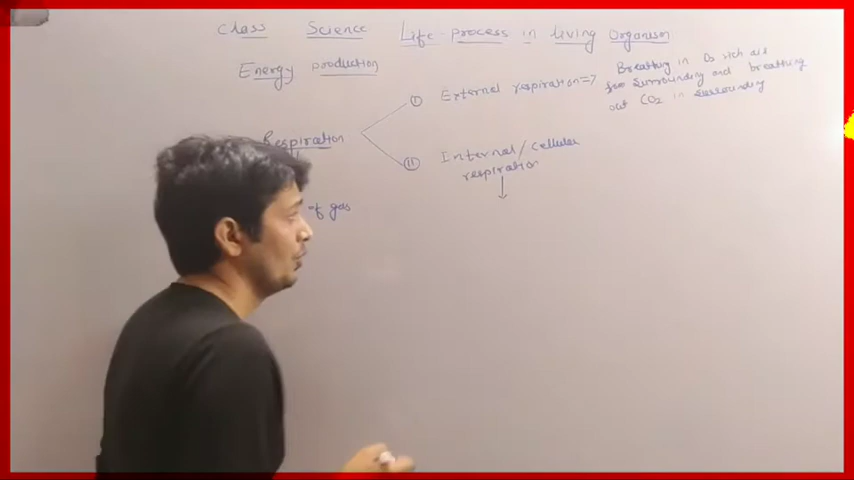 Class Science Life process in living Organism
Energy production
Breathing in O₂ rich air
① External respiration =>
from surrounding and breathing
out CO₂ in surrounding
Respiration
② Internal/cellular
respiration
of gas